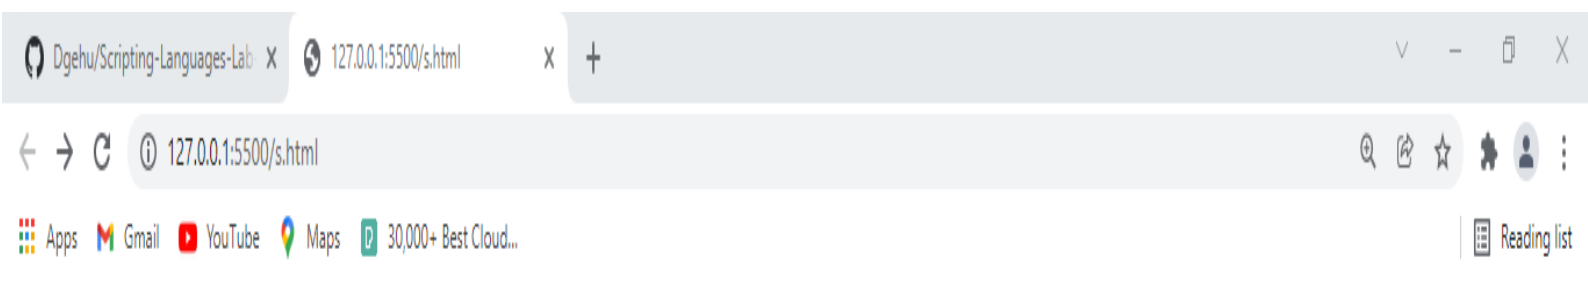 Dgehu/Scripting-Languages-Lab 127.0.0.1:5500/s.html
127.0.0.1:5500/s.html
Apps Gmail YouTube Maps 30,000+ Best Cloud... Reading list